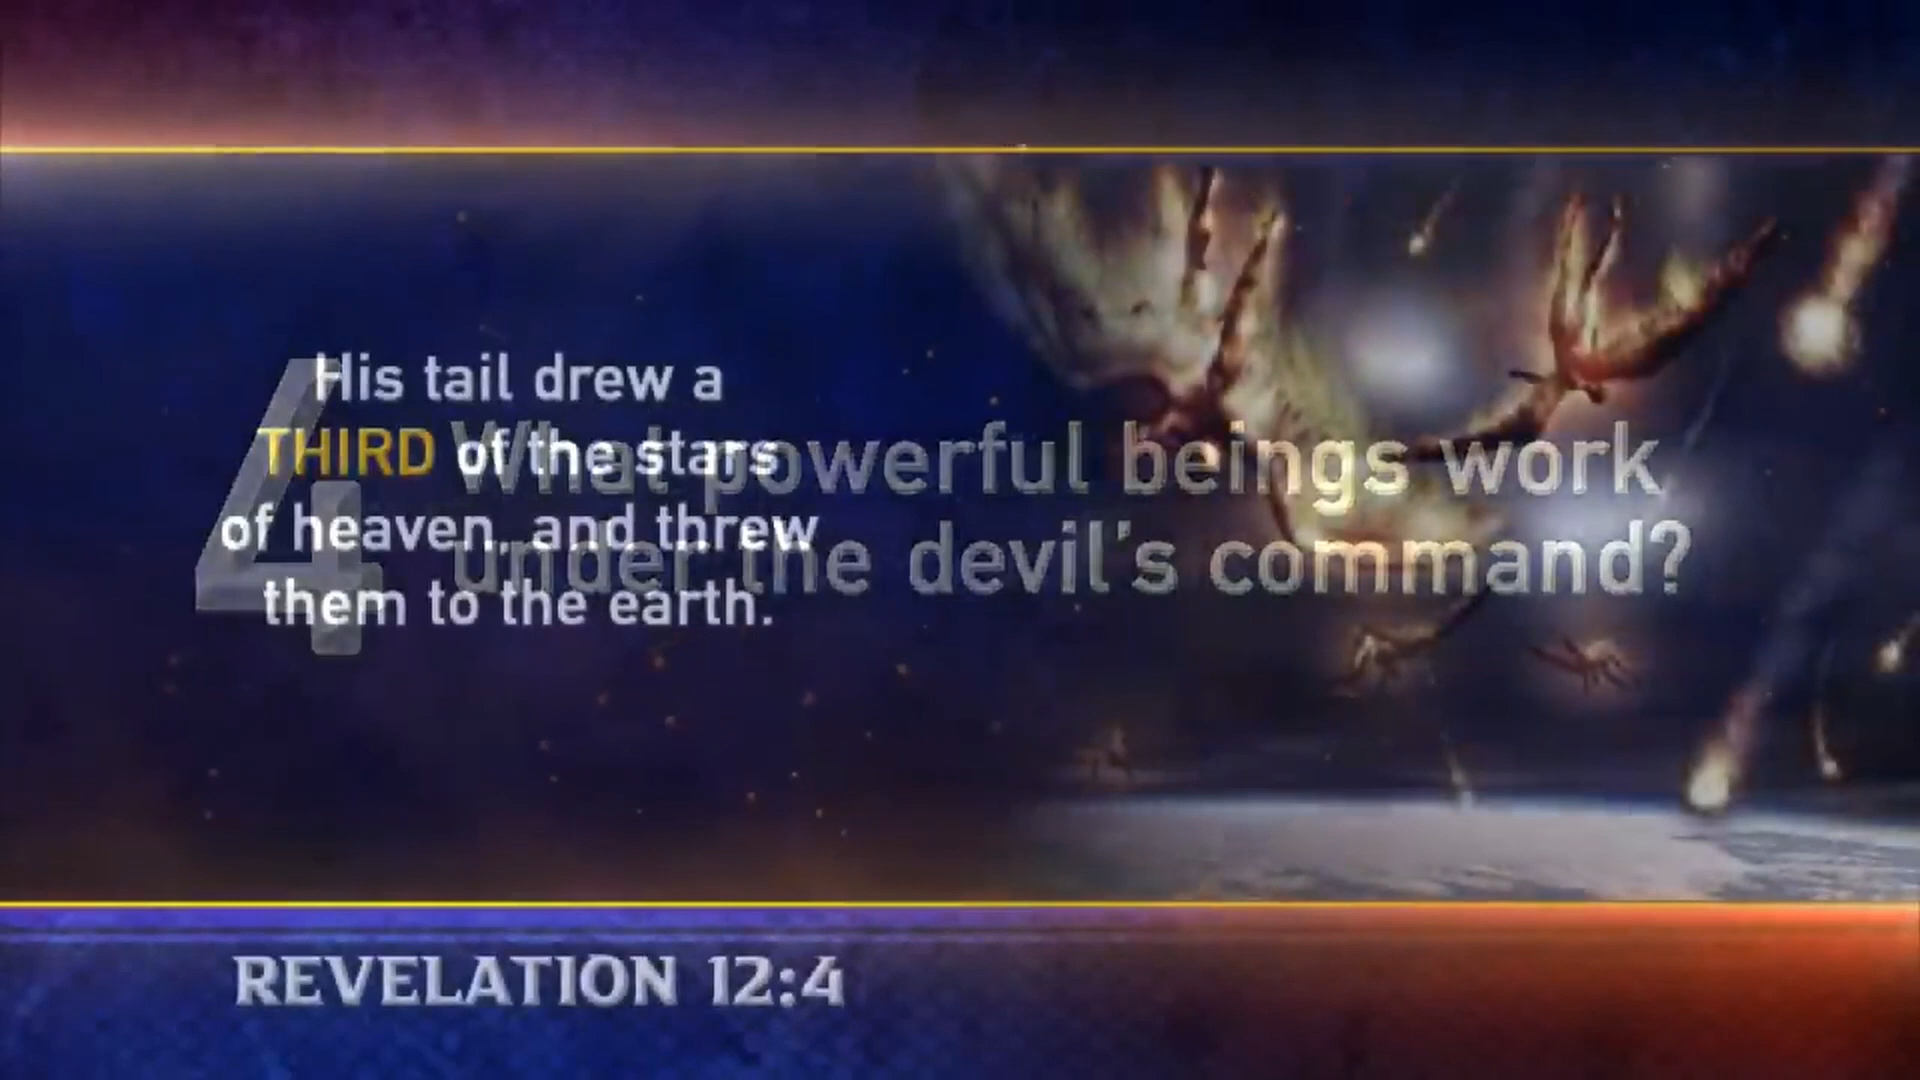 His tail drew a
THIRD of the stars
of heaven, and threw
them to the earth.
4
What powerful beings work
under the devil's command?
REVELATION 12:4